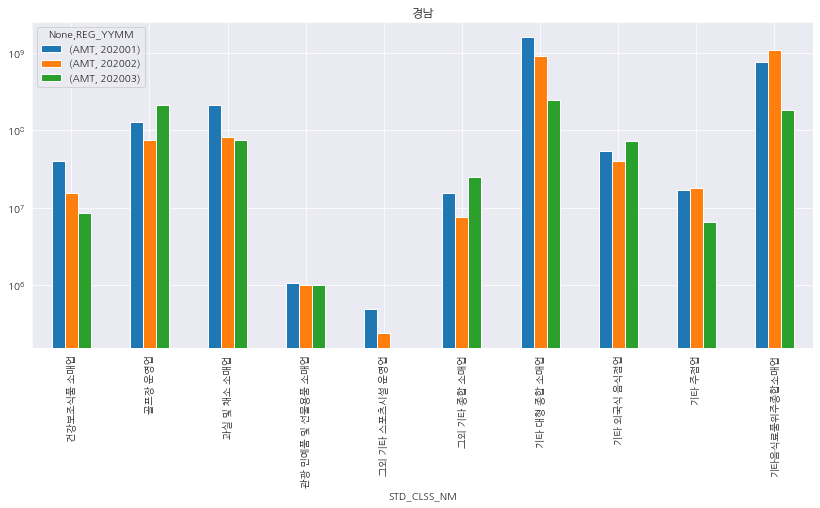 경남
None,REG_YYMM
(AMT, 202001)
(AMT, 202002)
(AMT, 202003)
10⁹
10⁸
10⁷
10⁶
건강보조식품 소매업
골프장 운영업
과실 및 채소 소매업
관광 민예품 및 선물용품 소매업
그외 기타 스포츠시설 운영업
그외 기타 종합 소매업
기타 대형 종합 소매업
기타 외국식 음식점업
기타 주점업
기타음식료품위주종합소매업
STD_CLSS_NM